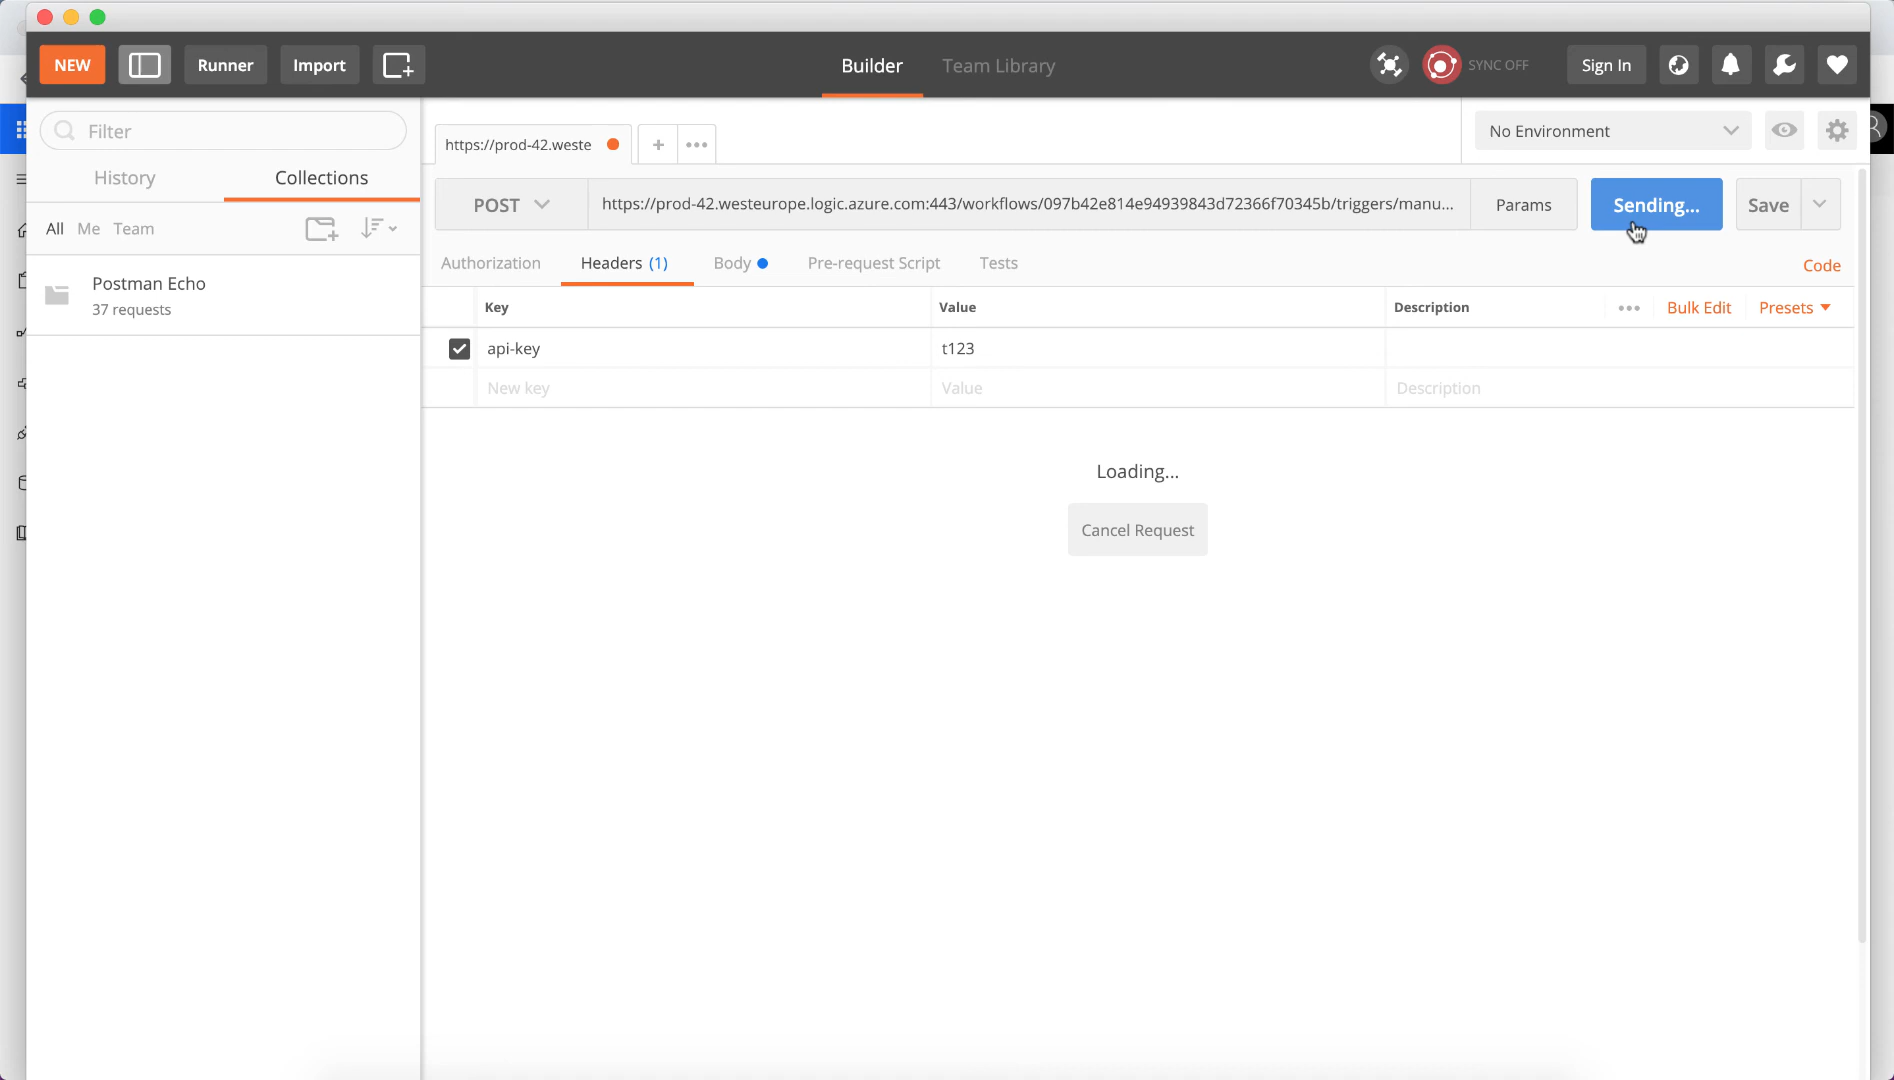 NEW
Runner
Import
Builder
Team Library
SYNC OFF
Sign In
Filter
History
Collections
All Me Team
Postman Echo
37 requests
https://prod-42.weste
+
•••
No Environment
POST
https://prod-42.westeurope.logic.azure.com:443/workflows/097b42e814e94939843d72366f70345b/triggers/manu...
Params
Sending...
Save
Authorization
Headers (1)
Body
Pre-request Script
Tests
Code
Key
Value
Description
•••
Bulk Edit
Presets
api-key
t123
New key
Value
Description
Loading...
Cancel Request